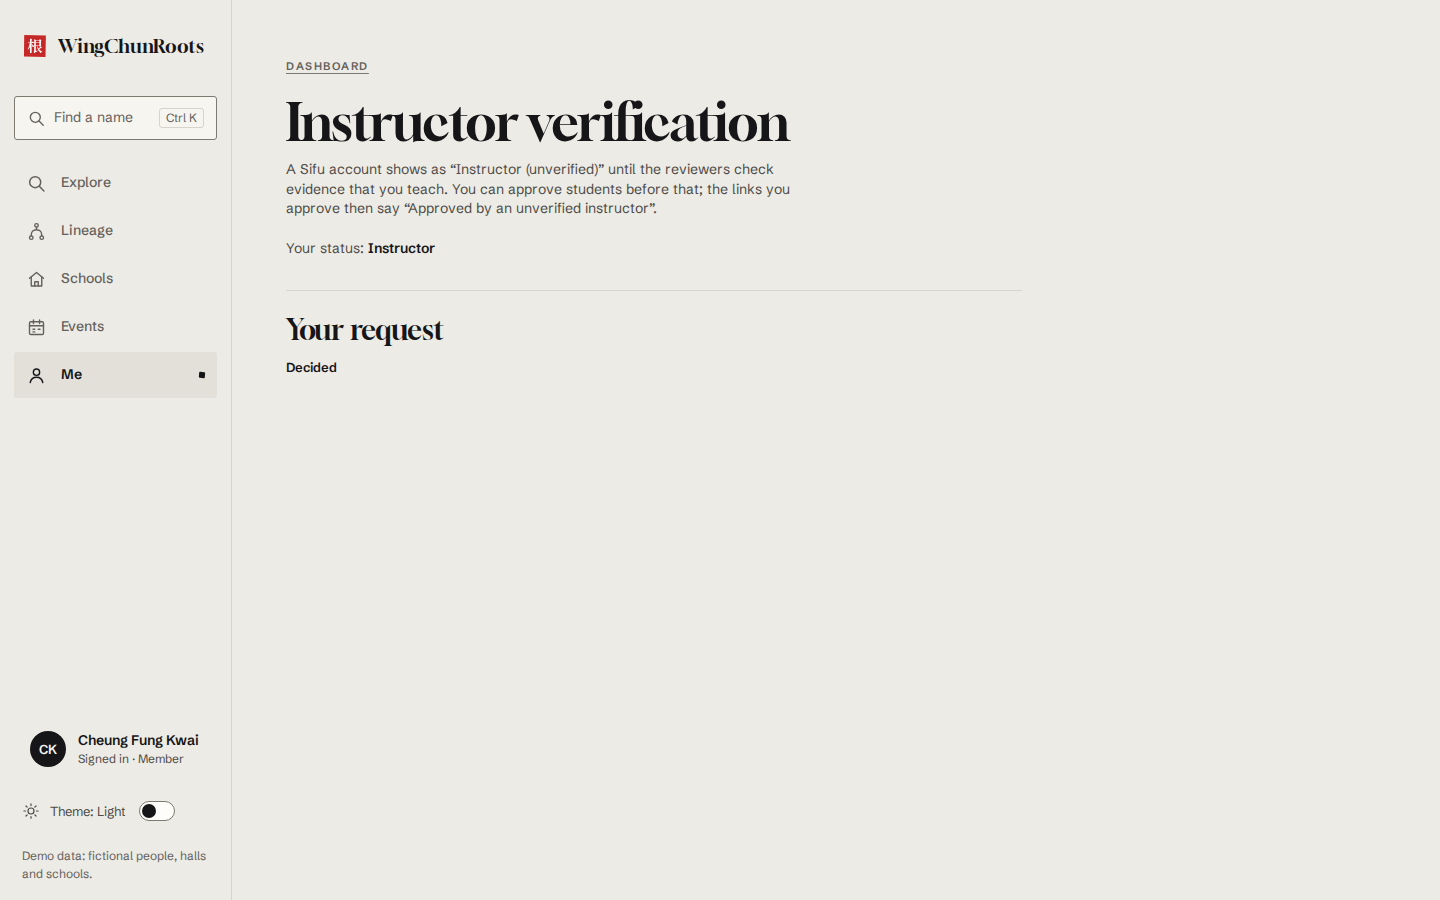 根 WingChunRoots
Find a name Ctrl K
Explore
Lineage
Schools
Events
Me
CK
Cheung Fung Kwai
Signed in · Member
Theme: Light
Demo data: fictional people, halls
and schools.
DASHBOARD
Instructor verification
A Sifu account shows as “Instructor (unverified)” until the reviewers check
evidence that you teach. You can approve students before that; the links you
approve then say “Approved by an unverified instructor”.
Your status: Instructor
Your request
Decided